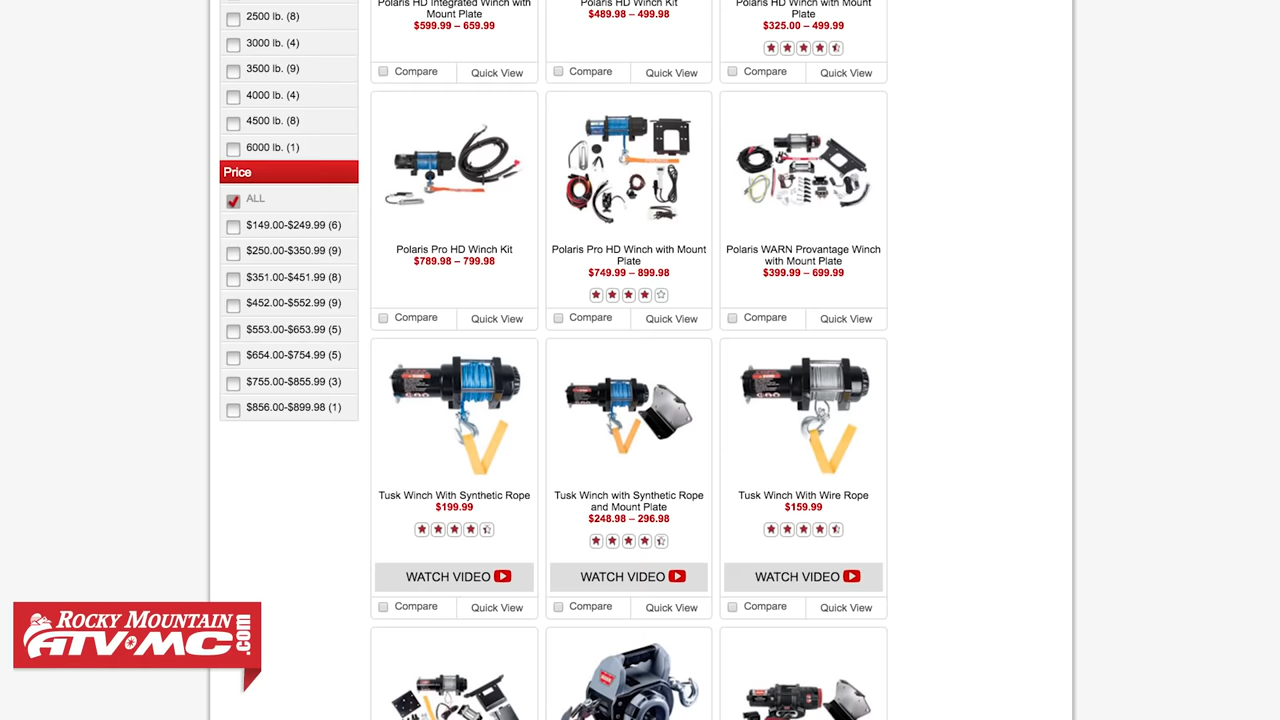 2500 lb. (8)
3000 lb. (4)
3500 lb. (9)
4000 lb. (4)
4500 lb. (8)
6000 lb. (1)
Price
ALL
$149.00-$249.99 (6)
$250.00-$350.99 (9)
$351.00-$451.99 (8)
$452.00-$552.99 (9)
$553.00-$653.99 (5)
$654.00-$754.99 (5)
$755.00-$855.99 (3)
$856.00-$899.98 (1)
Polaris HD Integrated Winch with
Mount Plate
$599.99 – 659.99
Compare
Quick View
Polaris HD Winch Kit
$489.98 – 499.98
Compare
Quick View
Polaris HD Winch with Mount
Plate
$325.00 – 499.99
Compare
Quick View
Polaris Pro HD Winch Kit
$789.98 – 799.98
Compare
Quick View
Polaris Pro HD Winch with Mount
Plate
$749.99 – 899.98
Compare
Quick View
Polaris WARN Provantage Winch
with Mount Plate
$399.99 – 699.99
Compare
Quick View
Tusk Winch With Synthetic Rope
$199.99
WATCH VIDEO
Compare
Quick View
Tusk Winch with Synthetic Rope
and Mount Plate
$248.98 – 296.98
WATCH VIDEO
Compare
Quick View
Tusk Winch With Wire Rope
$159.99
WATCH VIDEO
Compare
Quick View
ROCKY MOUNTAIN
ATV MC
.com